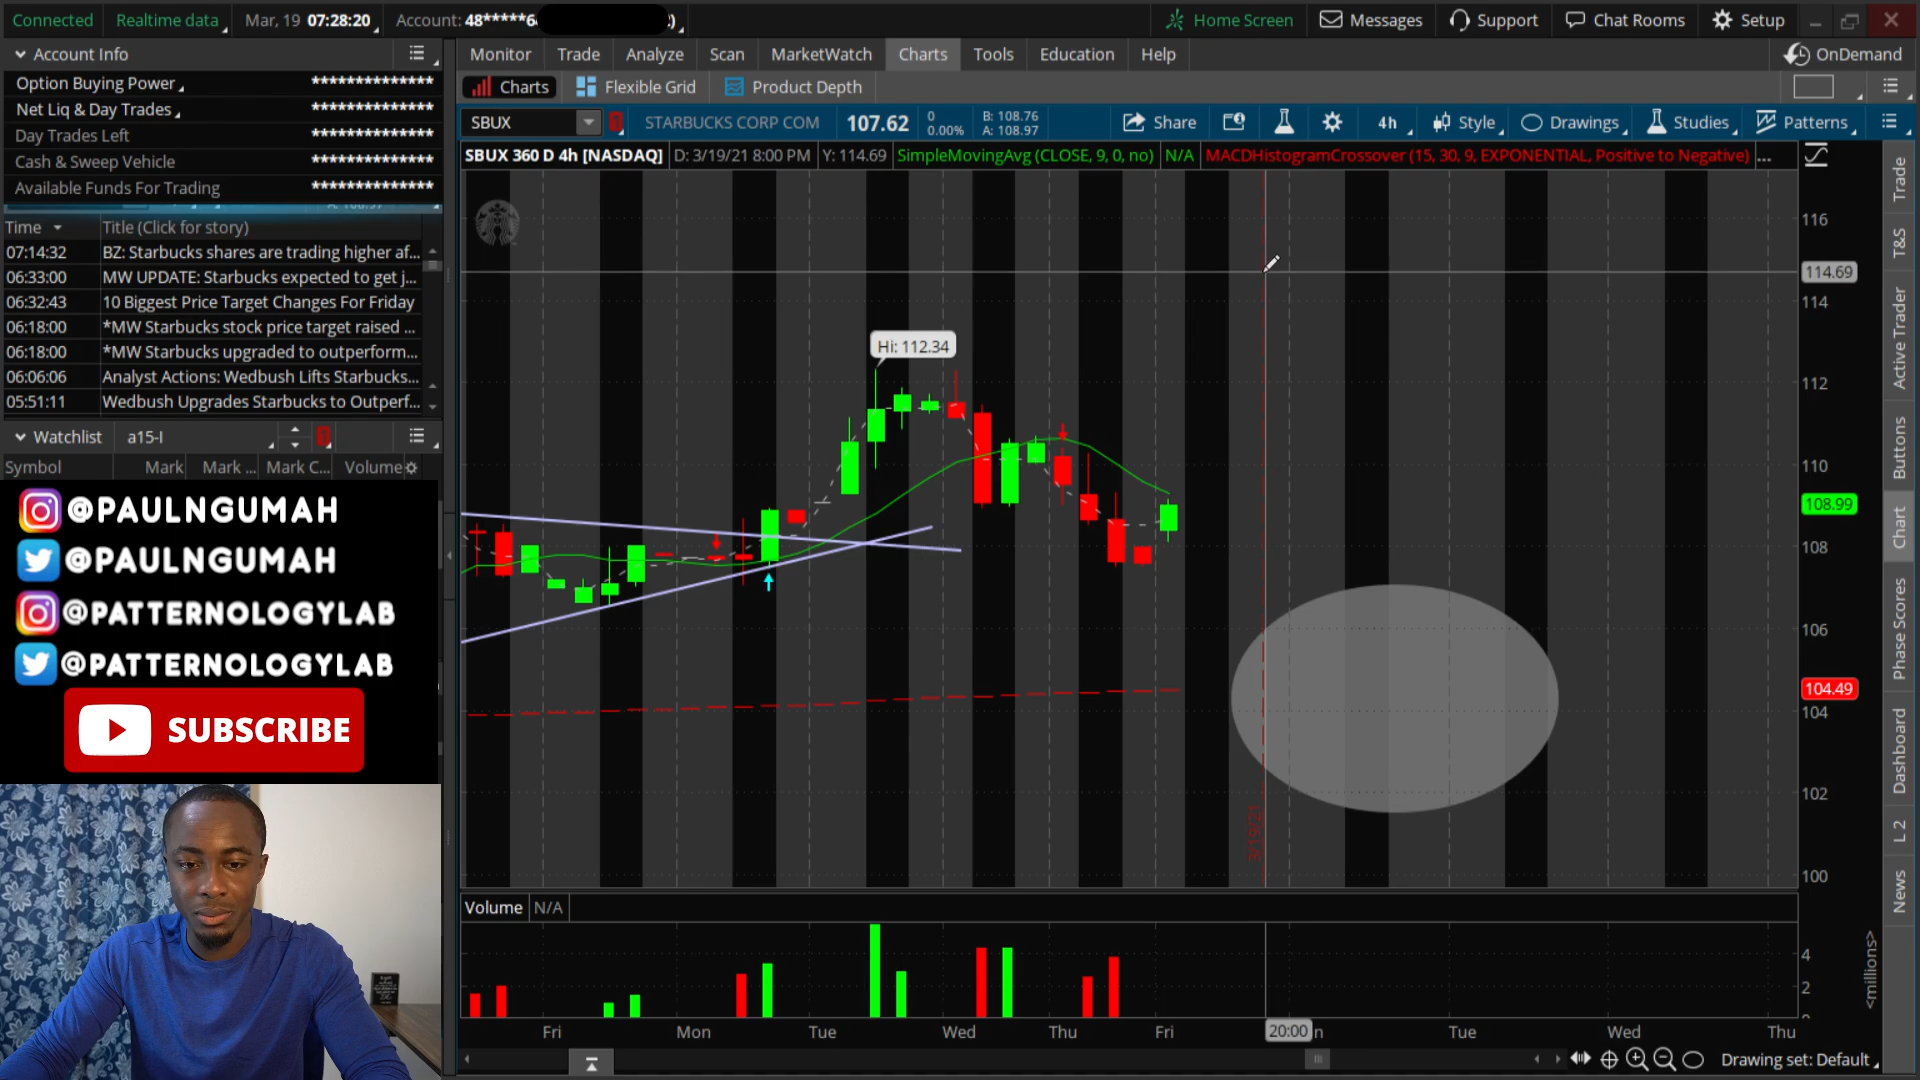 Connected Realtime data Mar, 19 07:28:20 Account: 48*****6 ) Home Screen Messages Support Chat Rooms Setup
Account Info
Monitor Trade Analyze Scan MarketWatch Charts Tools Education Help OnDemand
Option Buying Power **************
Net Liq & Day Trades **************
Day Trades Left **************
Cash & Sweep Vehicle **************
Available Funds For Trading **************
Charts Flexible Grid Product Depth
SBUX STARBUCKS CORP COM 107.62 0 0.00% B: 108.76 A: 108.97 Share 4h Style Drawings Studies Patterns
SBUX 360 D 4h [NASDAQ] D: 3/19/21 8:00 PM Y: 114.69 SimpleMovingAvg (CLOSE, 9, 0, no) N/A MACDHistogramCrossover (15, 30, 9, EXPONENTIAL, Positive to Negative) ...
Time Title (Click for story)
07:14:32 BZ: Starbucks shares are trading higher af...
06:33:00 MW UPDATE: Starbucks expected to get j...
06:32:43 10 Biggest Price Target Changes For Friday
06:18:00 *MW Starbucks stock price target raised ...
06:18:00 *MW Starbucks upgraded to outperform...
06:06:06 Analyst Actions: Wedbush Lifts Starbucks...
05:51:11 Wedbush Upgrades Starbucks to Outperf...
Watchlist a15-I
Symbol Mark Mark ... Mark C... Volume
@PAULNGUMAH
@PAULNGUMAH
@PATTERNOLOGYLAB
@PATTERNOLOGYLAB
SUBSCRIBE
Hi: 112.34
116
114.69
114
112
110
108.99
108
106
104.49
104
102
100
3/19/21
Volume N/A
4
2
<millions>
Fri Mon Tue Wed Thu Fri 20:00 n Tue Wed Thu
Drawing set: Default
Trade
T&S
Active Trader
Buttons
Chart
Phase Scores
Dashboard
L 2
News